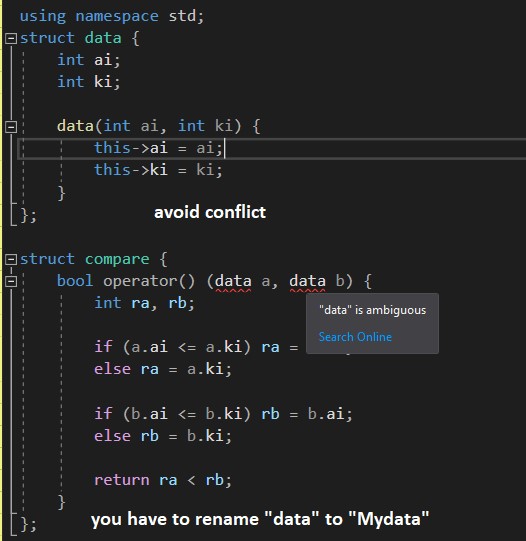 using namespace std;
struct data {
int ai;
int ki;
data(int ai, int ki) {
this->ai = ai;
this->ki = ki;
}
};
avoid conflict
struct compare {
bool operator() (data a, data b) {
int ra, rb;
"data" is ambiguous
Search Online
if (a.ai <= a.ki) ra =
else ra = a.ki;
if (b.ai <= b.ki) rb = b.ai;
else rb = b.ki;
return ra < rb;
}
you have to rename "data" to "Mydata"
};